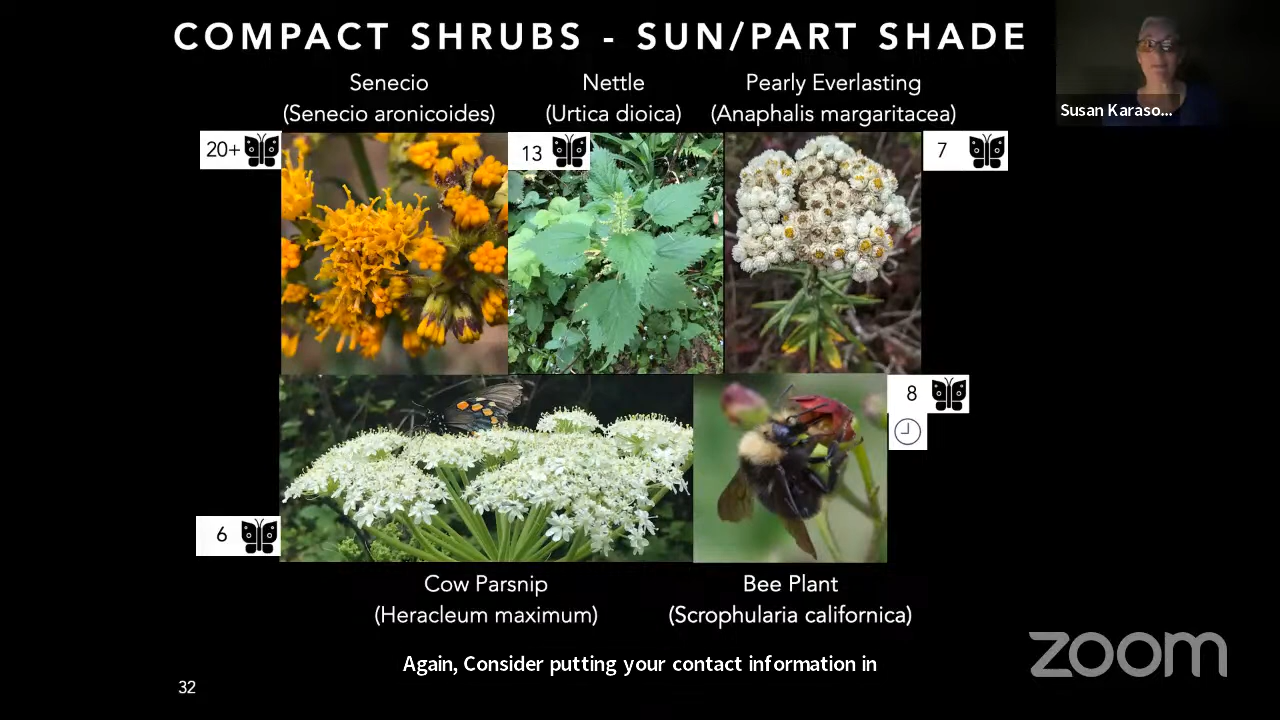 COMPACT SHRUBS - SUN/PART SHADE
Senecio
(Senecio aronicoides)
Nettle
(Urtica dioica)
Pearly Everlasting
(Anaphalis margaritacea)
Susan Karaso...
20+
13
7
8
6
Cow Parsnip
(Heracleum maximum)
Bee Plant
(Scrophularia californica)
Again, Consider putting your contact information in
zoom
32